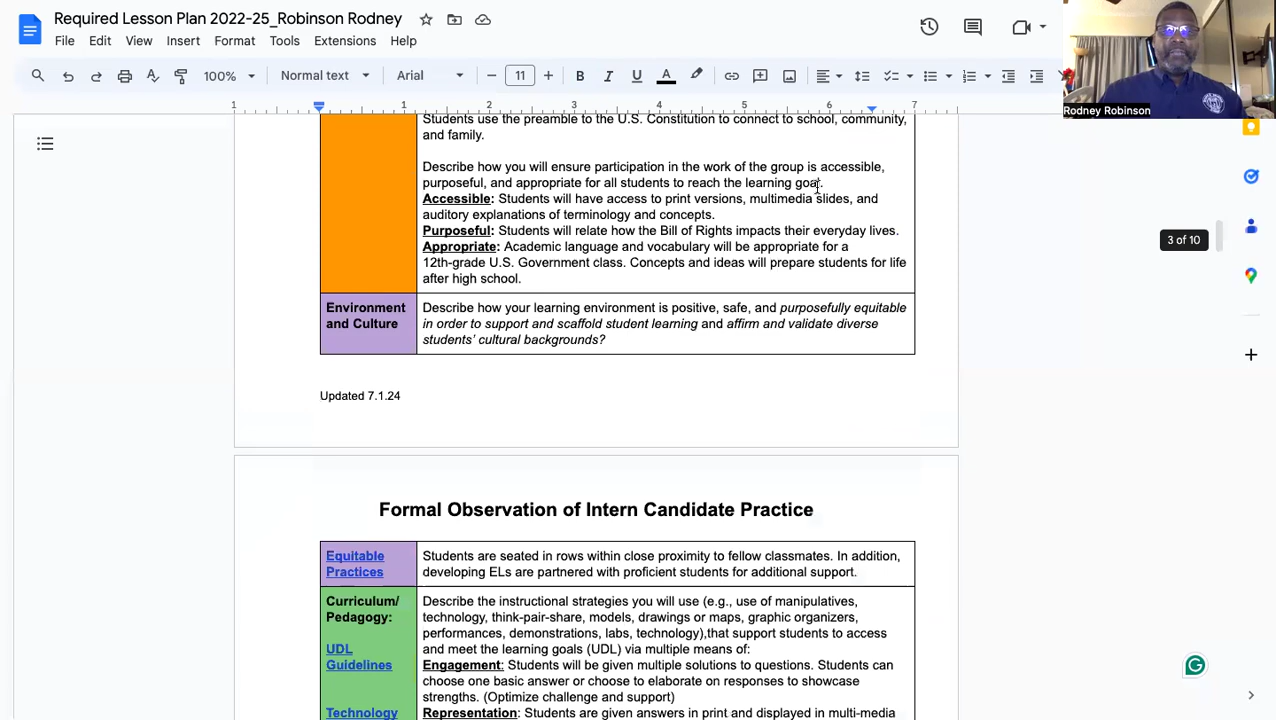 Required Lesson Plan 2022-25_Robinson Rodney
File Edit View Insert Format Tools Extensions Help
100% Normal text Arial 11
1 1 2 3 4 5 6 7
Rodney Robinson
Students use the preamble to the U.S. Constitution to connect to school, community,
and family.
Describe how you will ensure participation in the work of the group is accessible,
purposeful, and appropriate for all students to reach the learning goal.
Accessible: Students will have access to print versions, multimedia slides, and
auditory explanations of terminology and concepts.
Purposeful: Students will relate how the Bill of Rights impacts their everyday lives.
Appropriate: Academic language and vocabulary will be appropriate for a
12th-grade U.S. Government class. Concepts and ideas will prepare students for life
after high school.
3 of 10
Environment
and Culture
Describe how your learning environment is positive, safe, and purposefully equitable
in order to support and scaffold student learning and affirm and validate diverse
students' cultural backgrounds?
Updated 7.1.24
Formal Observation of Intern Candidate Practice
Equitable
Practices
Students are seated in rows within close proximity to fellow classmates. In addition,
developing ELs are partnered with proficient students for additional support.
Curriculum/
Pedagogy:
UDL
Guidelines
Technology
Describe the instructional strategies you will use (e.g., use of manipulatives,
technology, think-pair-share, models, drawings or maps, graphic organizers,
performances, demonstrations, labs, technology),that support students to access
and meet the learning goals (UDL) via multiple means of:
Engagement: Students will be given multiple solutions to questions. Students can
choose one basic answer or choose to elaborate on responses to showcase
strengths. (Optimize challenge and support)
Representation: Students are given answers in print and displayed in multi-media